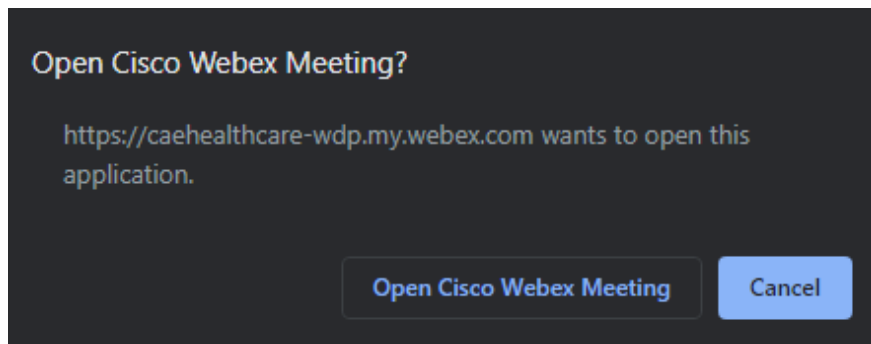 Open Cisco Webex Meeting?
https://caehealthcare-wdp.my.webex.com wants to open this
application.
Open Cisco Webex Meeting
Cancel